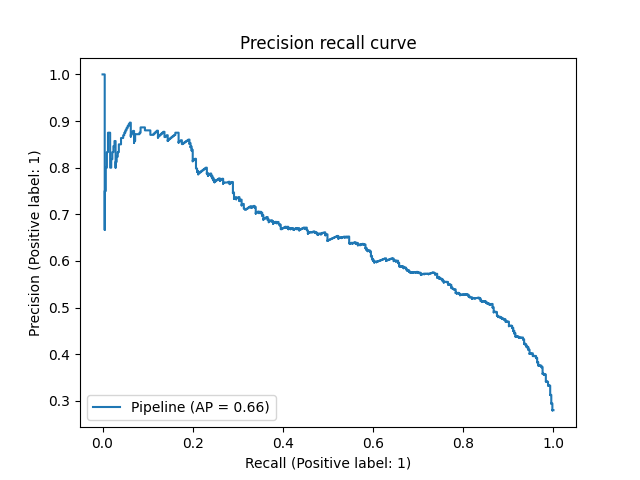 Precision recall curve
1.0
0.9
0.8
0.7
0.6
0.5
0.4
0.3
Precision (Positive label: 1)
Pipeline (AP = 0.66)
0.0 0.2 0.4 0.6 0.8 1.0
Recall (Positive label: 1)